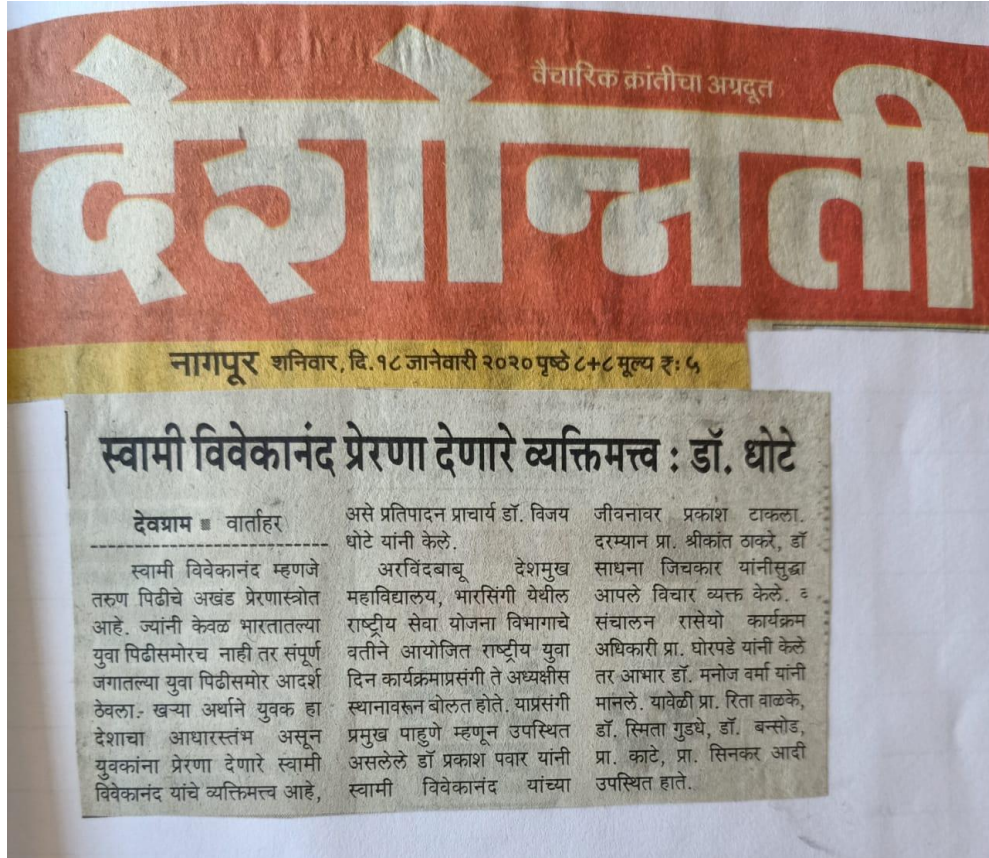 वैचारिक क्रांतीचा अग्रदूत
देशोन्नती
नागपूर शनिवार, दि.१८ जानेवारी २०२० पृष्ठे ८+८ मूल्य रु: ५
स्वामी विवेकानंद प्रेरणा देणारे व्यक्तिमत्त्व : डॉ. धोटे
देवग्राम ■ वार्ताहर
स्वामी विवेकानंद म्हणजे
तरुण पिढीचे अखंड प्रेरणास्त्रोत
आहे. ज्यांनी केवळ भारतातल्या
युवा पिढीसमोरच नाही तर संपूर्ण
जगातल्या युवा पिढीसमोर आदर्श
ठेवला.- खऱ्या अर्थाने युवक हा
देशाचा आधारस्तंभ असून
युवकांना प्रेरणा देणारे स्वामी
विवेकानंद यांचे व्यक्तिमत्त्व आहे,
असे प्रतिपादन प्राचार्य डॉ. विजय
धोटे यांनी केले.
अरविंदबाबू देशमुख
महाविद्यालय, भारसिंगी येथील
राष्ट्रीय सेवा योजना विभागाचे
वतीने आयोजित राष्ट्रीय युवा
दिन कार्यक्रमाप्रसंगी ते अध्यक्षीस
स्थानावरून बोलत होते. याप्रसंगी
प्रमुख पाहुणे म्हणून उपस्थित
असलेले डॉ प्रकाश पवार यांनी
स्वामी विवेकानंद यांच्या
जीवनावर प्रकाश टाकला.
दरम्यान प्रा. श्रीकांत ठाकरे, डॉ
साधना जिचकार यांनीसुद्धा
आपले विचार व्यक्त केले.
संचालन रासेयो कार्यक्रम
अधिकारी प्रा. घोरपडे यांनी केले
तर आभार डॉ. मनोज वर्मा यांनी
मानले. यावेळी प्रा. रिता वाळके,
डॉ. स्मिता गुडधे, डॉ. बन्सोड,
प्रा. काटे, प्रा. सिनकर आदी
उपस्थित हाते.